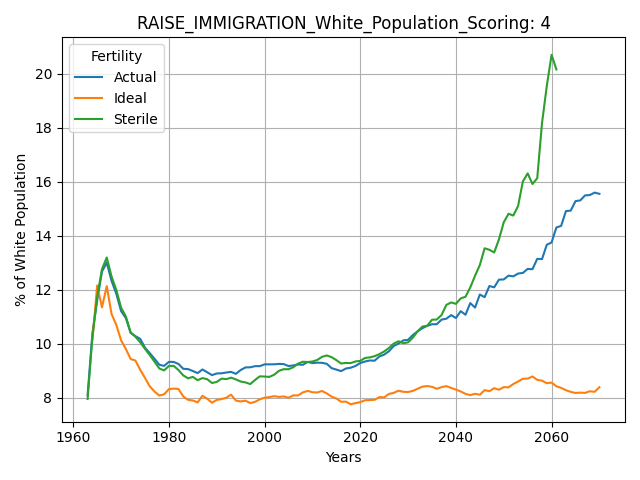 RAISE_IMMIGRATION_White_Population_Scoring: 4
Fertility
Actual
Ideal
Sterile
% of White Population
20
18
16
14
12
10
8
1960
1980
2000
2020
2040
2060
Years